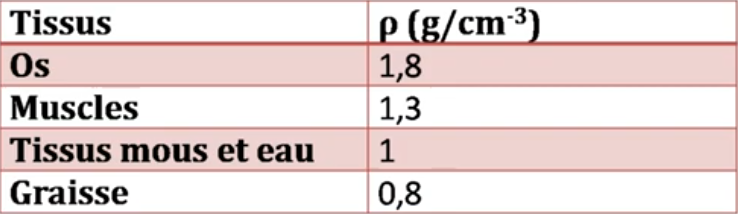 Tissus ρ (g/cm⁻³)
Os 1,8
Muscles 1,3
Tissus mous et eau 1
Graisse 0,8